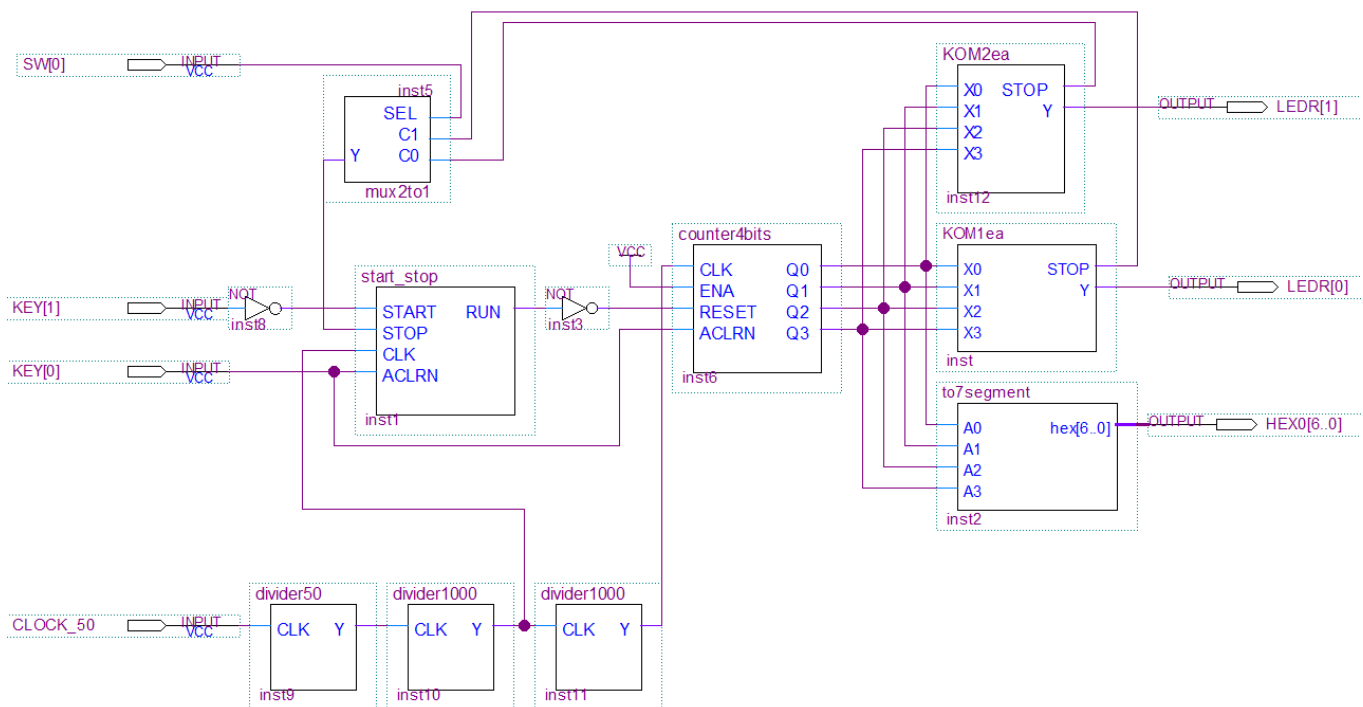 SW[0]
INPUT
VCC
inst5
SEL
C1
Y C0
mux2to1
KOM2ea
X0 STOP
X1 Y
X2
X3
inst12
OUTPUT
LEDR[1]
KEY[1]
INPUT
VCC
NOT
inst8
start_stop
START RUN
STOP
CLK
ACLRN
inst1
NOT
inst3
KEY[0]
INPUT
VCC
VCC
counter4bits
CLK Q0
ENA Q1
RESET Q2
ACLRN Q3
inst6
KOM1ea
X0 STOP
X1 Y
X2
X3
inst
OUTPUT
LEDR[0]
to7segment
A0 hex[6..0]
A1
A2
A3
inst2
OUTPUT
HEX0[6..0]
CLOCK_50
INPUT
VCC
divider50
CLK Y
inst9
divider1000
CLK Y
inst10
divider1000
CLK Y
inst11